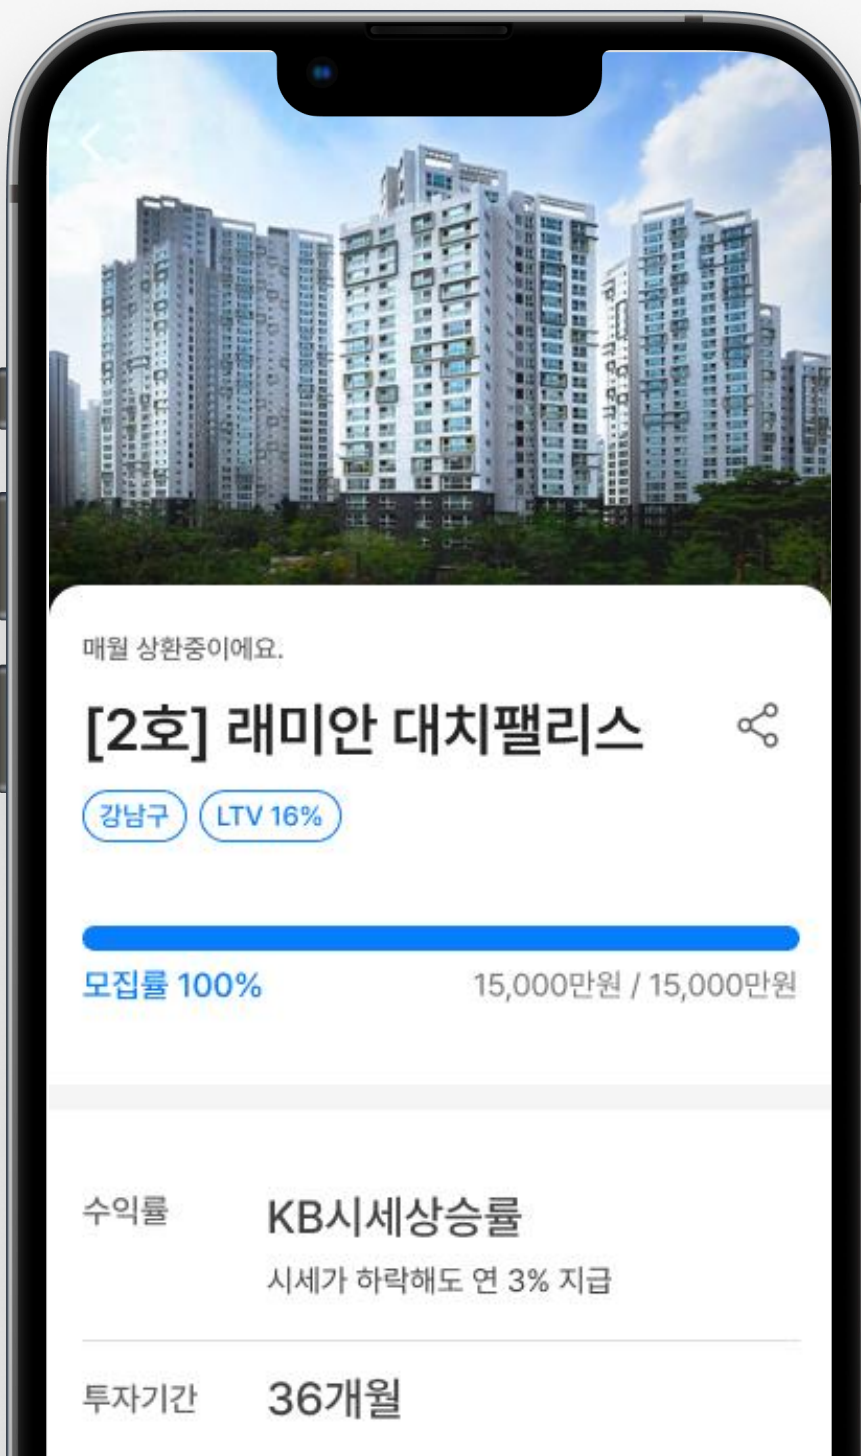 매월 상환중이에요.
[2호] 래미안 대치팰리스
강남구 LTV 16%
모집률 100% 15,000만원 / 15,000만원
수익률 KB시세상승률
시세가 하락해도 연 3% 지급
투자기간 36개월